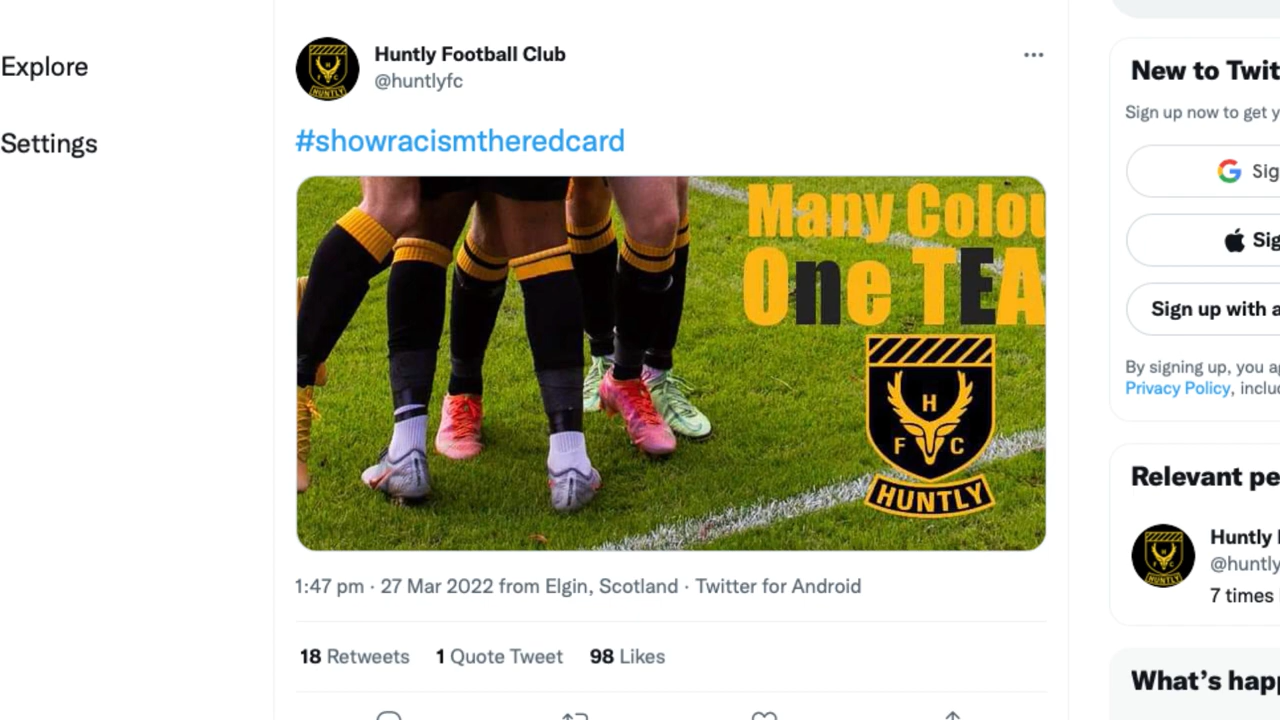 Explore
Settings
Huntly Football Club
@huntlyfc
#showracismtheredcard
Many Colou
One TEA
H
F C
HUNTLY
1:47 pm · 27 Mar 2022 from Elgin, Scotland · Twitter for Android
18 Retweets 1 Quote Tweet 98 Likes
New to Twit
Sign up now to get y
Sig
Sig
Sign up with a
By signing up, you ag
Privacy Policy, includ
Relevant pe
Huntly
@huntly
7 times
What's happ